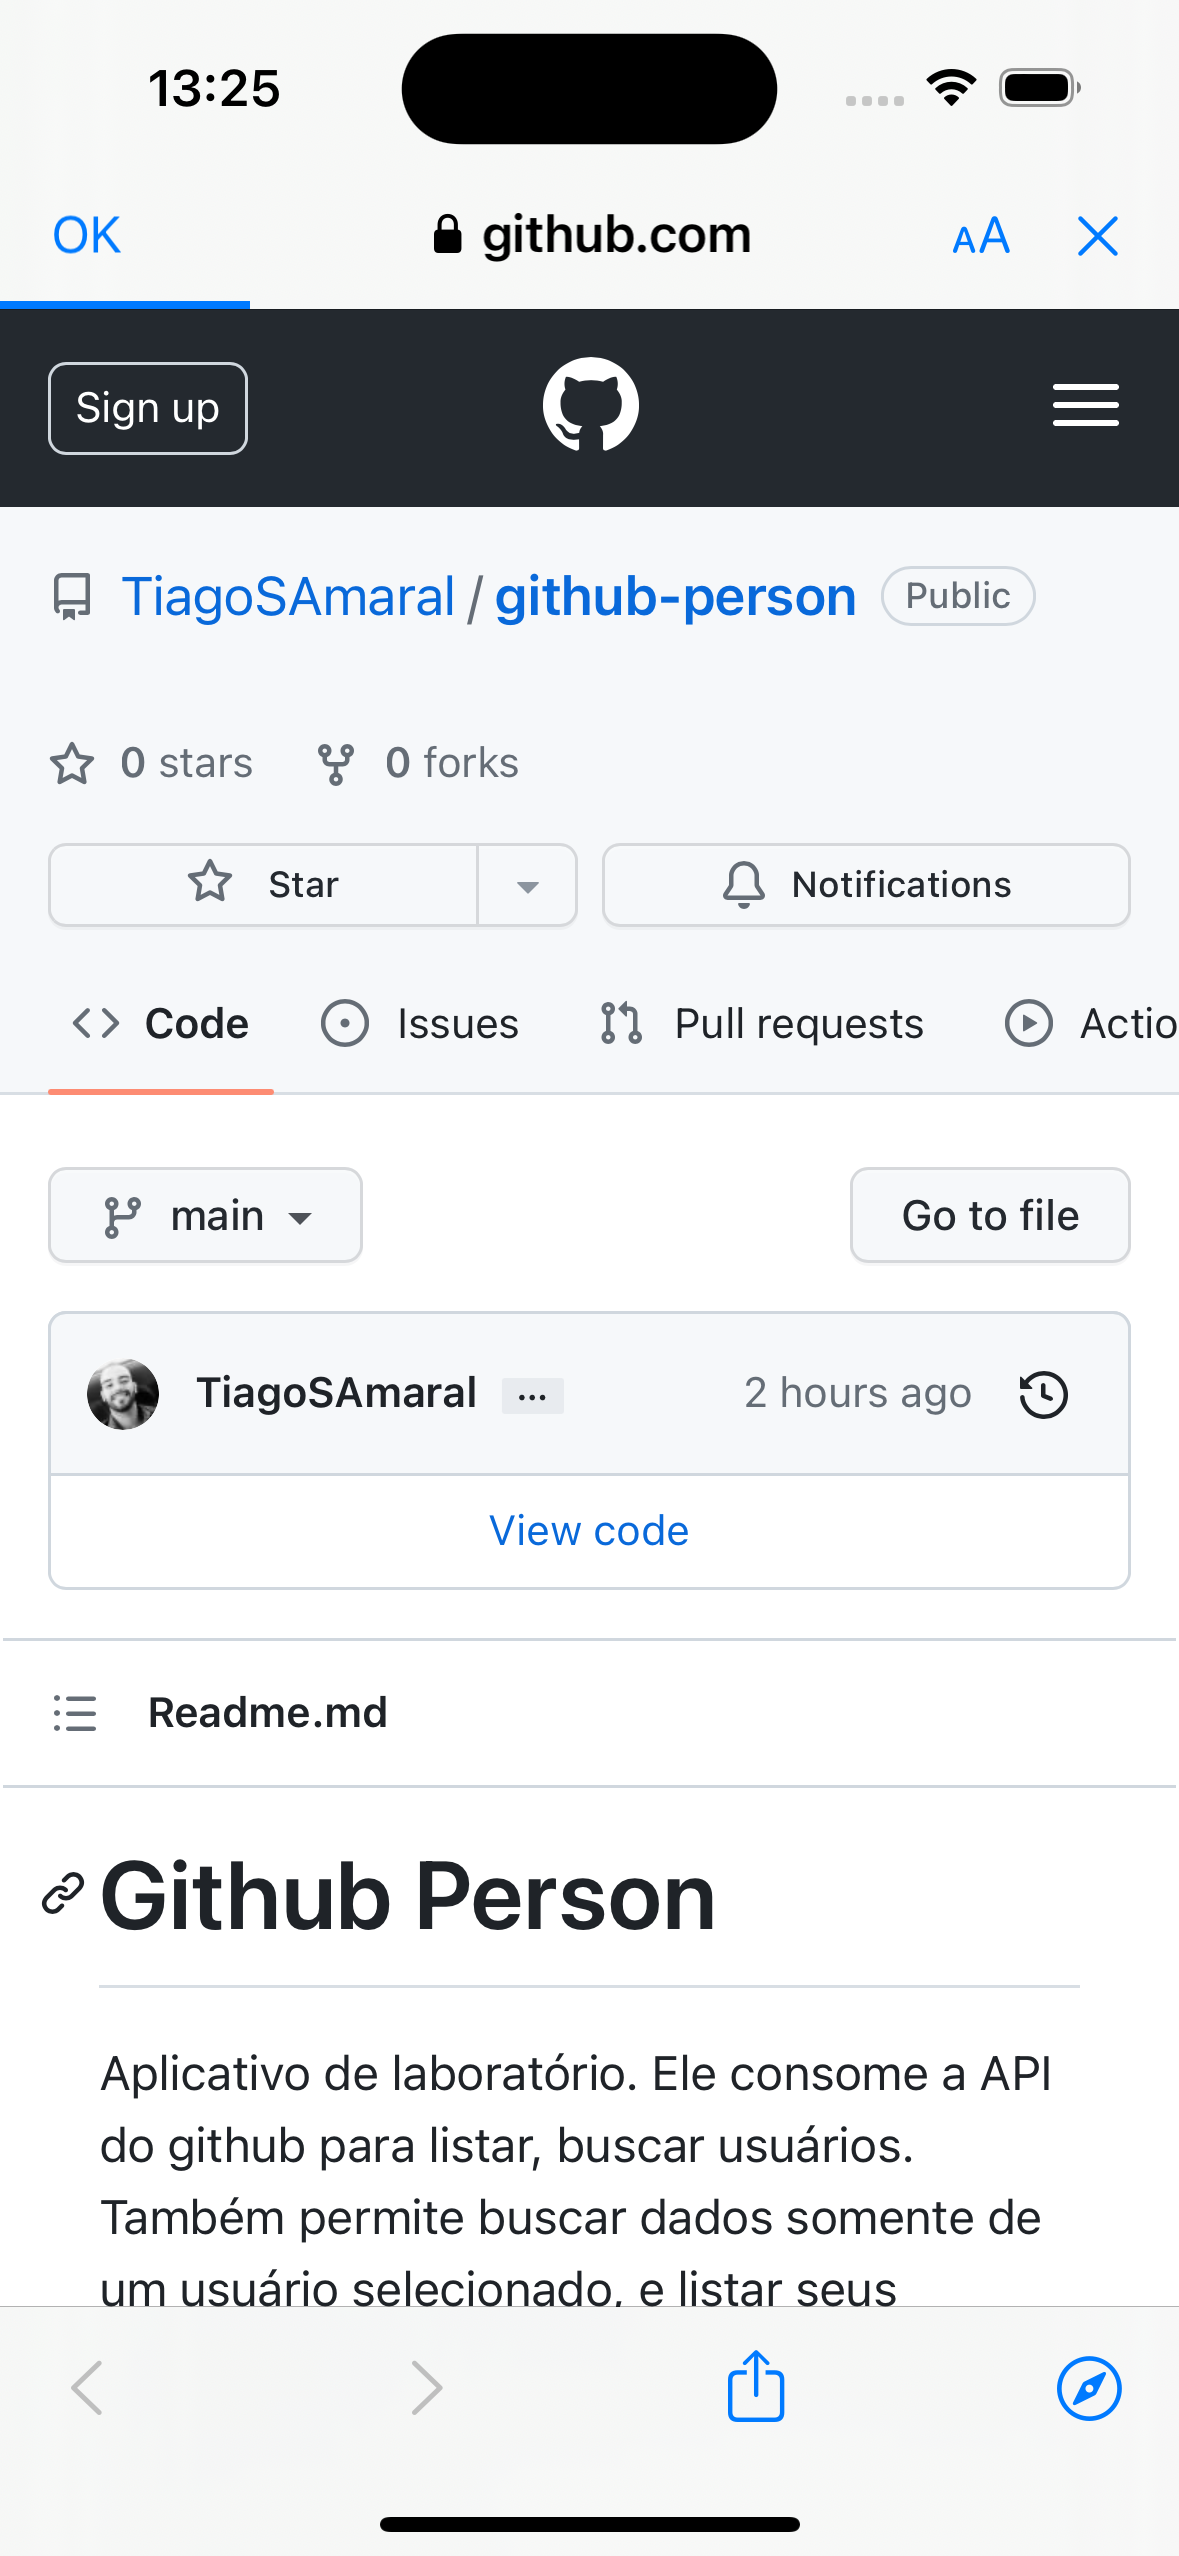 13:25
OK
github.com
AA
Sign up
TiagoSAmaral / github-person Public
0 stars 0 forks
Star Notifications
Code Issues Pull requests Actio
main Go to file
TiagoSAmaral ... 2 hours ago
View code
Readme.md
Github Person
Aplicativo de laboratório. Ele consome a API
do github para listar, buscar usuários.
Também permite buscar dados somente de
um usuário selecionado, e listar seus